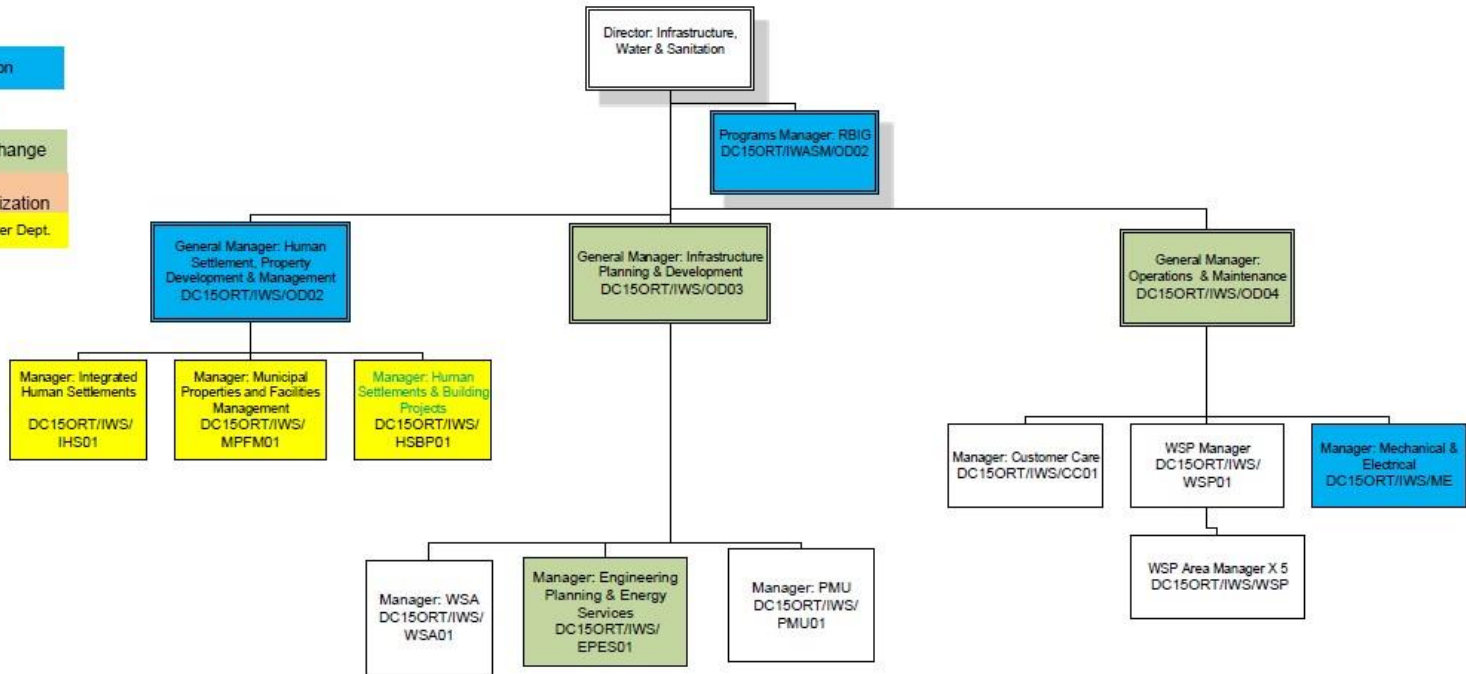 Director: Infrastructure,
Water & Sanitation
on
Programs Manager: RBIG
DC15ORT/IWASM/OD02
hange
ization
er Dept.
General Manager: Human
Settlement, Property
Development & Management
DC15ORT/IWS/OD02
General Manager: Infrastructure
Planning & Development
DC15ORT/IWS/OD03
General Manager:
Operations & Maintenance
DC15ORT/IWS/OD04
Manager: Integrated
Human Settlements
DC15ORT/IWS/
IHS01
Manager: Municipal
Properties and Facilities
Management
DC15ORT/IWS/
MPFM01
Manager: Human
Settlements & Building
Projects
DC15ORT/IWS/
HSBP01
Manager: Customer Care
DC15ORT/IWS/CC01
WSP Manager
DC15ORT/IWS/
WSP01
Manager: Mechanical &
Electrical
DC15ORT/IWS/ME
Manager: WSA
DC15ORT/IWS/
WSA01
Manager: Engineering
Planning & Energy
Services
DC15ORT/IWS/
EPES01
Manager: PMU
DC15ORT/IWS/
PMU01
WSP Area Manager X 5
DC15ORT/IWS/WSP